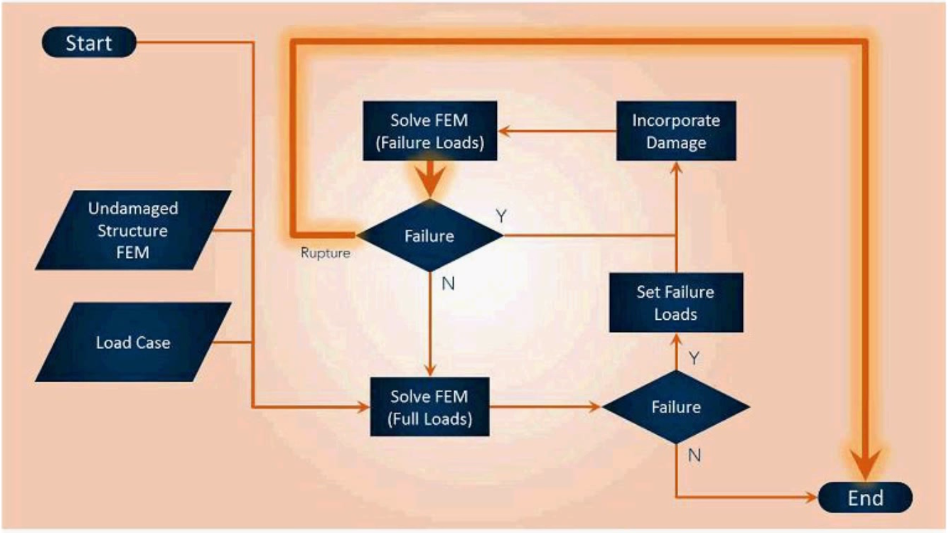 Start
Solve FEM
(Failure Loads)
Incorporate
Damage
Undamaged
Structure
FEM
Failure
Y
Rupture
N
Set Failure
Loads
Load Case
Y
Solve FEM
(Full Loads)
Failure
N
End